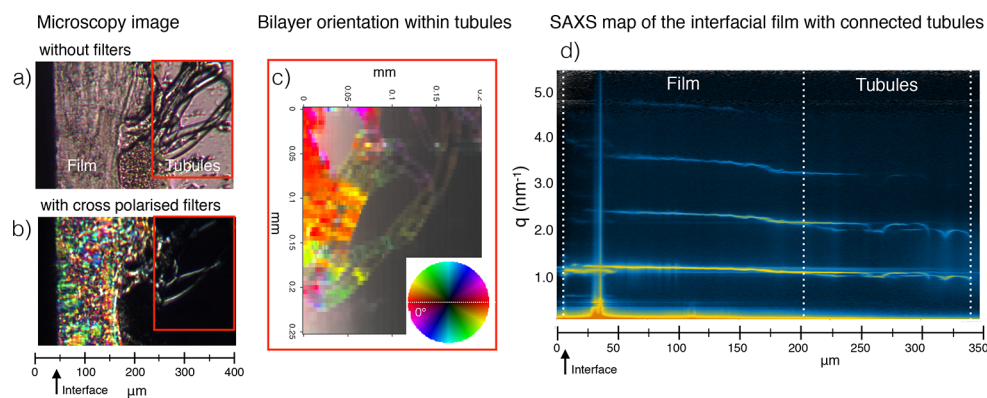 Microscopy image
Bilayer orientation within tubules
SAXS map of the interfacial film with connected tubules
without filters
a)
Film
Tubules
with cross polarised filters
b)
0 100 200 300 400
Interface
µm
c)
mm
0 0.05 0.1 0.15 0.2
mm
0 0.05 0.1 0.15 0.2 0.25
0°
d)
Film
Tubules
q (nm-1)
5.0
4.0
3.0
2.0
1.0
0 50 100 150 200 250 300 350
µm
Interface